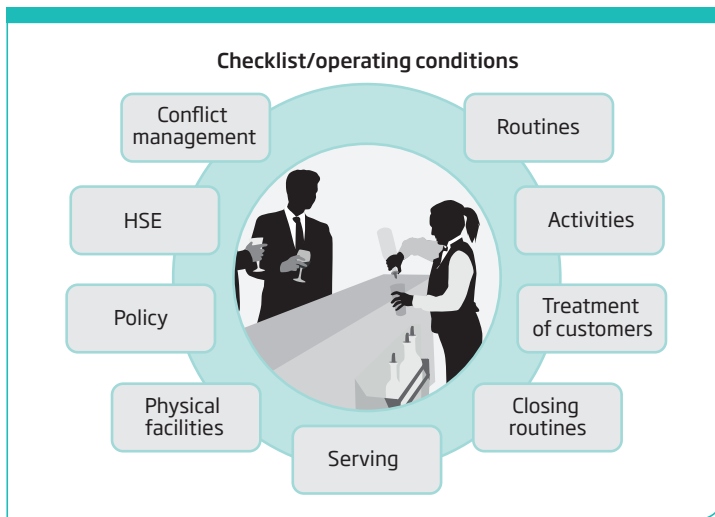 Checklist/operating conditions
Conflict
management
Routines
HSE
Activities
Policy
Treatment
of customers
Physical
facilities
Closing
routines
Serving